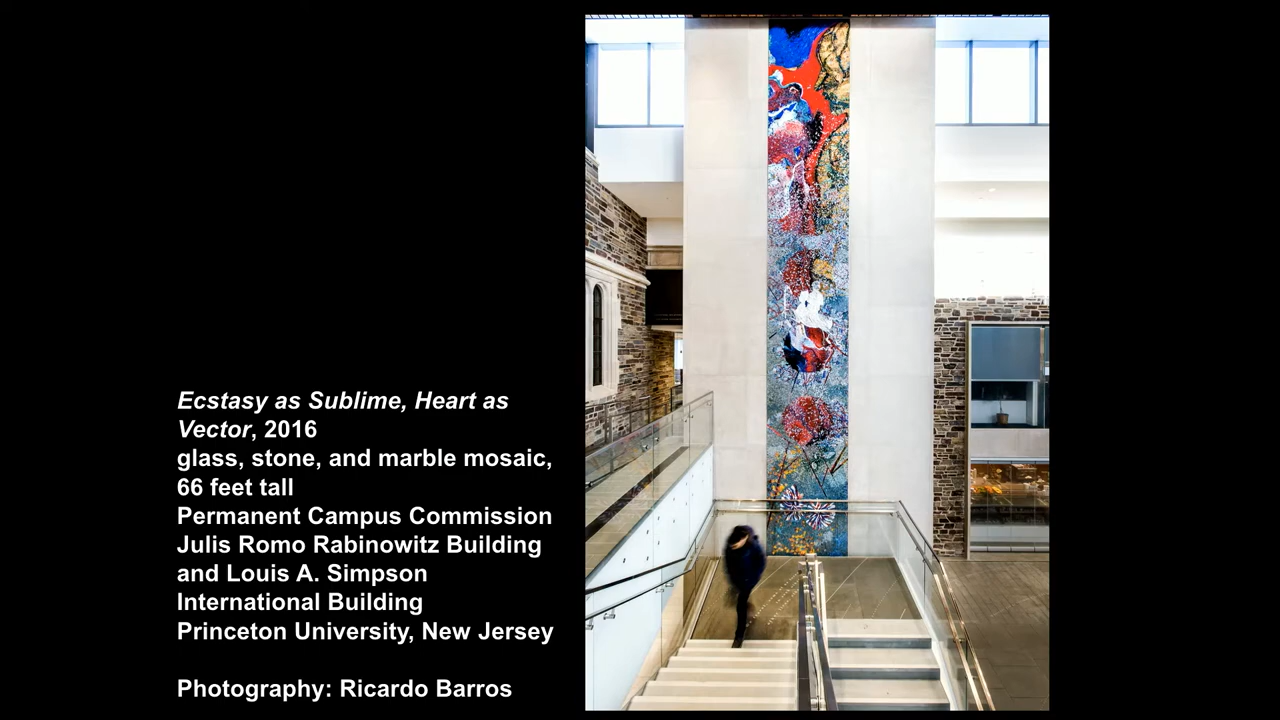 Ecstasy as Sublime, Heart as
Vector, 2016
glass, stone, and marble mosaic,
66 feet tall
Permanent Campus Commission
Julis Romo Rabinowitz Building
and Louis A. Simpson
International Building
Princeton University, New Jersey
Photography: Ricardo Barros